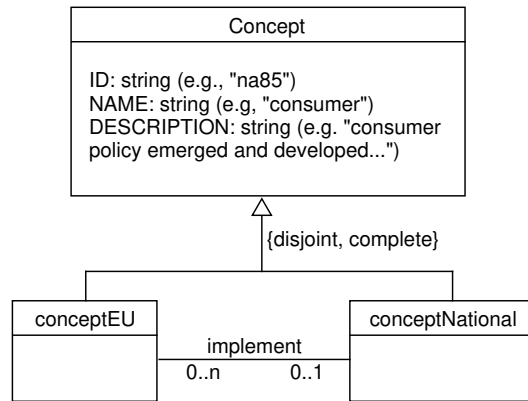 Concept
ID: string (e.g., "na85")
NAME: string (e.g, "consumer")
DESCRIPTION: string (e.g. "consumer
policy emerged and developed...")
{disjoint, complete}
conceptEU
conceptNational
implement
0..n
0..1